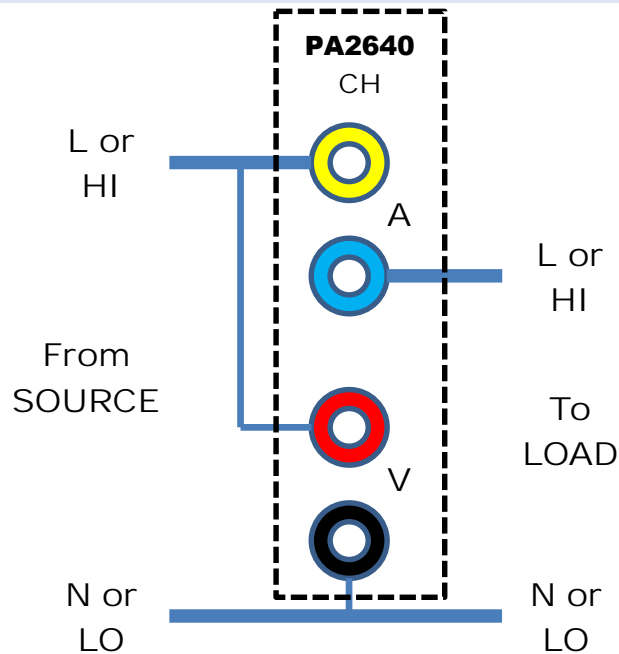 PA2640
CH
L or
HI
A
L or
HI
From
SOURCE
To
LOAD
V
N or
LO
N or
LO